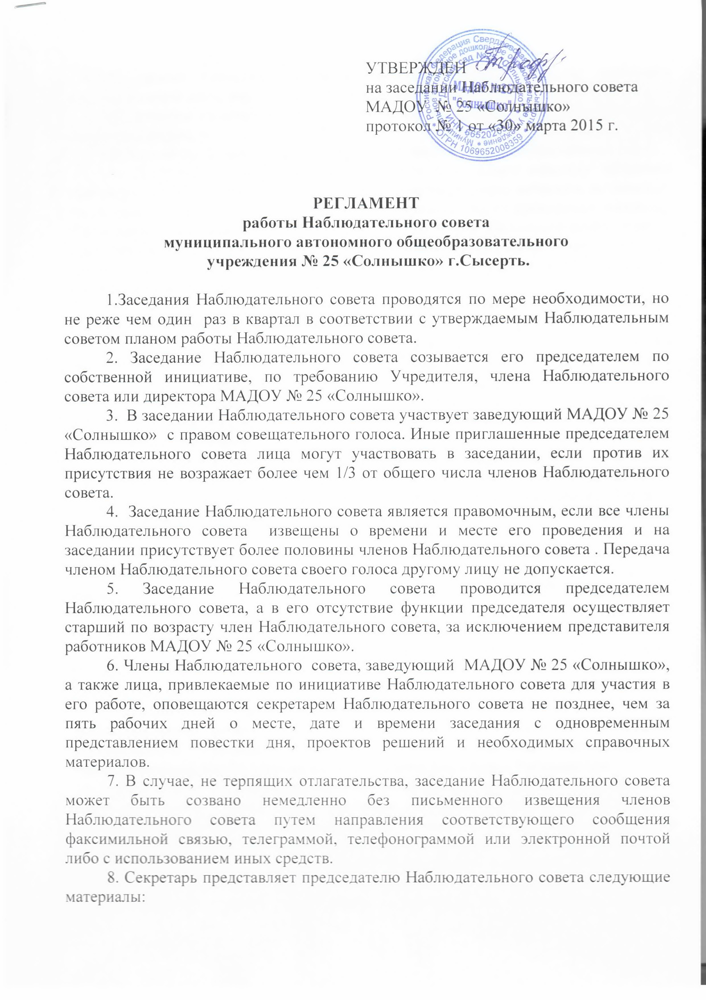 УТВЕРЖДЕН
на заседании Наблюдательного совета
МАДОУ № 25 «Солнышко»
протокол № 1 от «30» марта 2015 г.
МАДОУ №25
"Солнышко"
ОГРН 1069652008359
РЕГЛАМЕНТ
работы Наблюдательного совета
муниципального автономного общеобразовательного
учреждения № 25 «Солнышко» г.Сысерть.
1.Заседания Наблюдательного совета проводятся по мере необходимости, но
не реже чем один раз в квартал в соответствии с утверждаемым Наблюдательным
советом планом работы Наблюдательного совета.
2. Заседание Наблюдательного совета созывается его председателем по
собственной инициативе, по требованию Учредителя, члена Наблюдательного
совета или директора МАДОУ № 25 «Солнышко».
3. В заседании Наблюдательного совета участвует заведующий МАДОУ № 25
«Солнышко» с правом совещательного голоса. Иные приглашенные председателем
Наблюдательного совета лица могут участвовать в заседании, если против их
присутствия не возражает более чем 1/3 от общего числа членов Наблюдательного
совета.
4. Заседание Наблюдательного совета является правомочным, если все члены
Наблюдательного совета извещены о времени и месте его проведения и на
заседании присутствует более половины членов Наблюдательного совета . Передача
членом Наблюдательного совета своего голоса другому лицу не допускается.
5. Заседание Наблюдательного совета проводится председателем
Наблюдательного совета, а в его отсутствие функции председателя осуществляет
старший по возрасту член Наблюдательного совета, за исключением представителя
работников МАДОУ № 25 «Солнышко».
6. Члены Наблюдательного совета, заведующий МАДОУ № 25 «Солнышко»,
а также лица, привлекаемые по инициативе Наблюдательного совета для участия в
его работе, оповещаются секретарем Наблюдательного совета не позднее, чем за
пять рабочих дней о месте, дате и времени заседания с одновременным
представлением повестки дня, проектов решений и необходимых справочных
материалов.
7. В случае, не терпящих отлагательства, заседание Наблюдательного совета
может быть созвано немедленно без письменного извещения членов
Наблюдательного совета путем направления соответствующего сообщения
факсимильной связью, телеграммой, телефонограммой или электронной почтой
либо с использованием иных средств.
8. Секретарь представляет председателю Наблюдательного совета следующие
материалы: